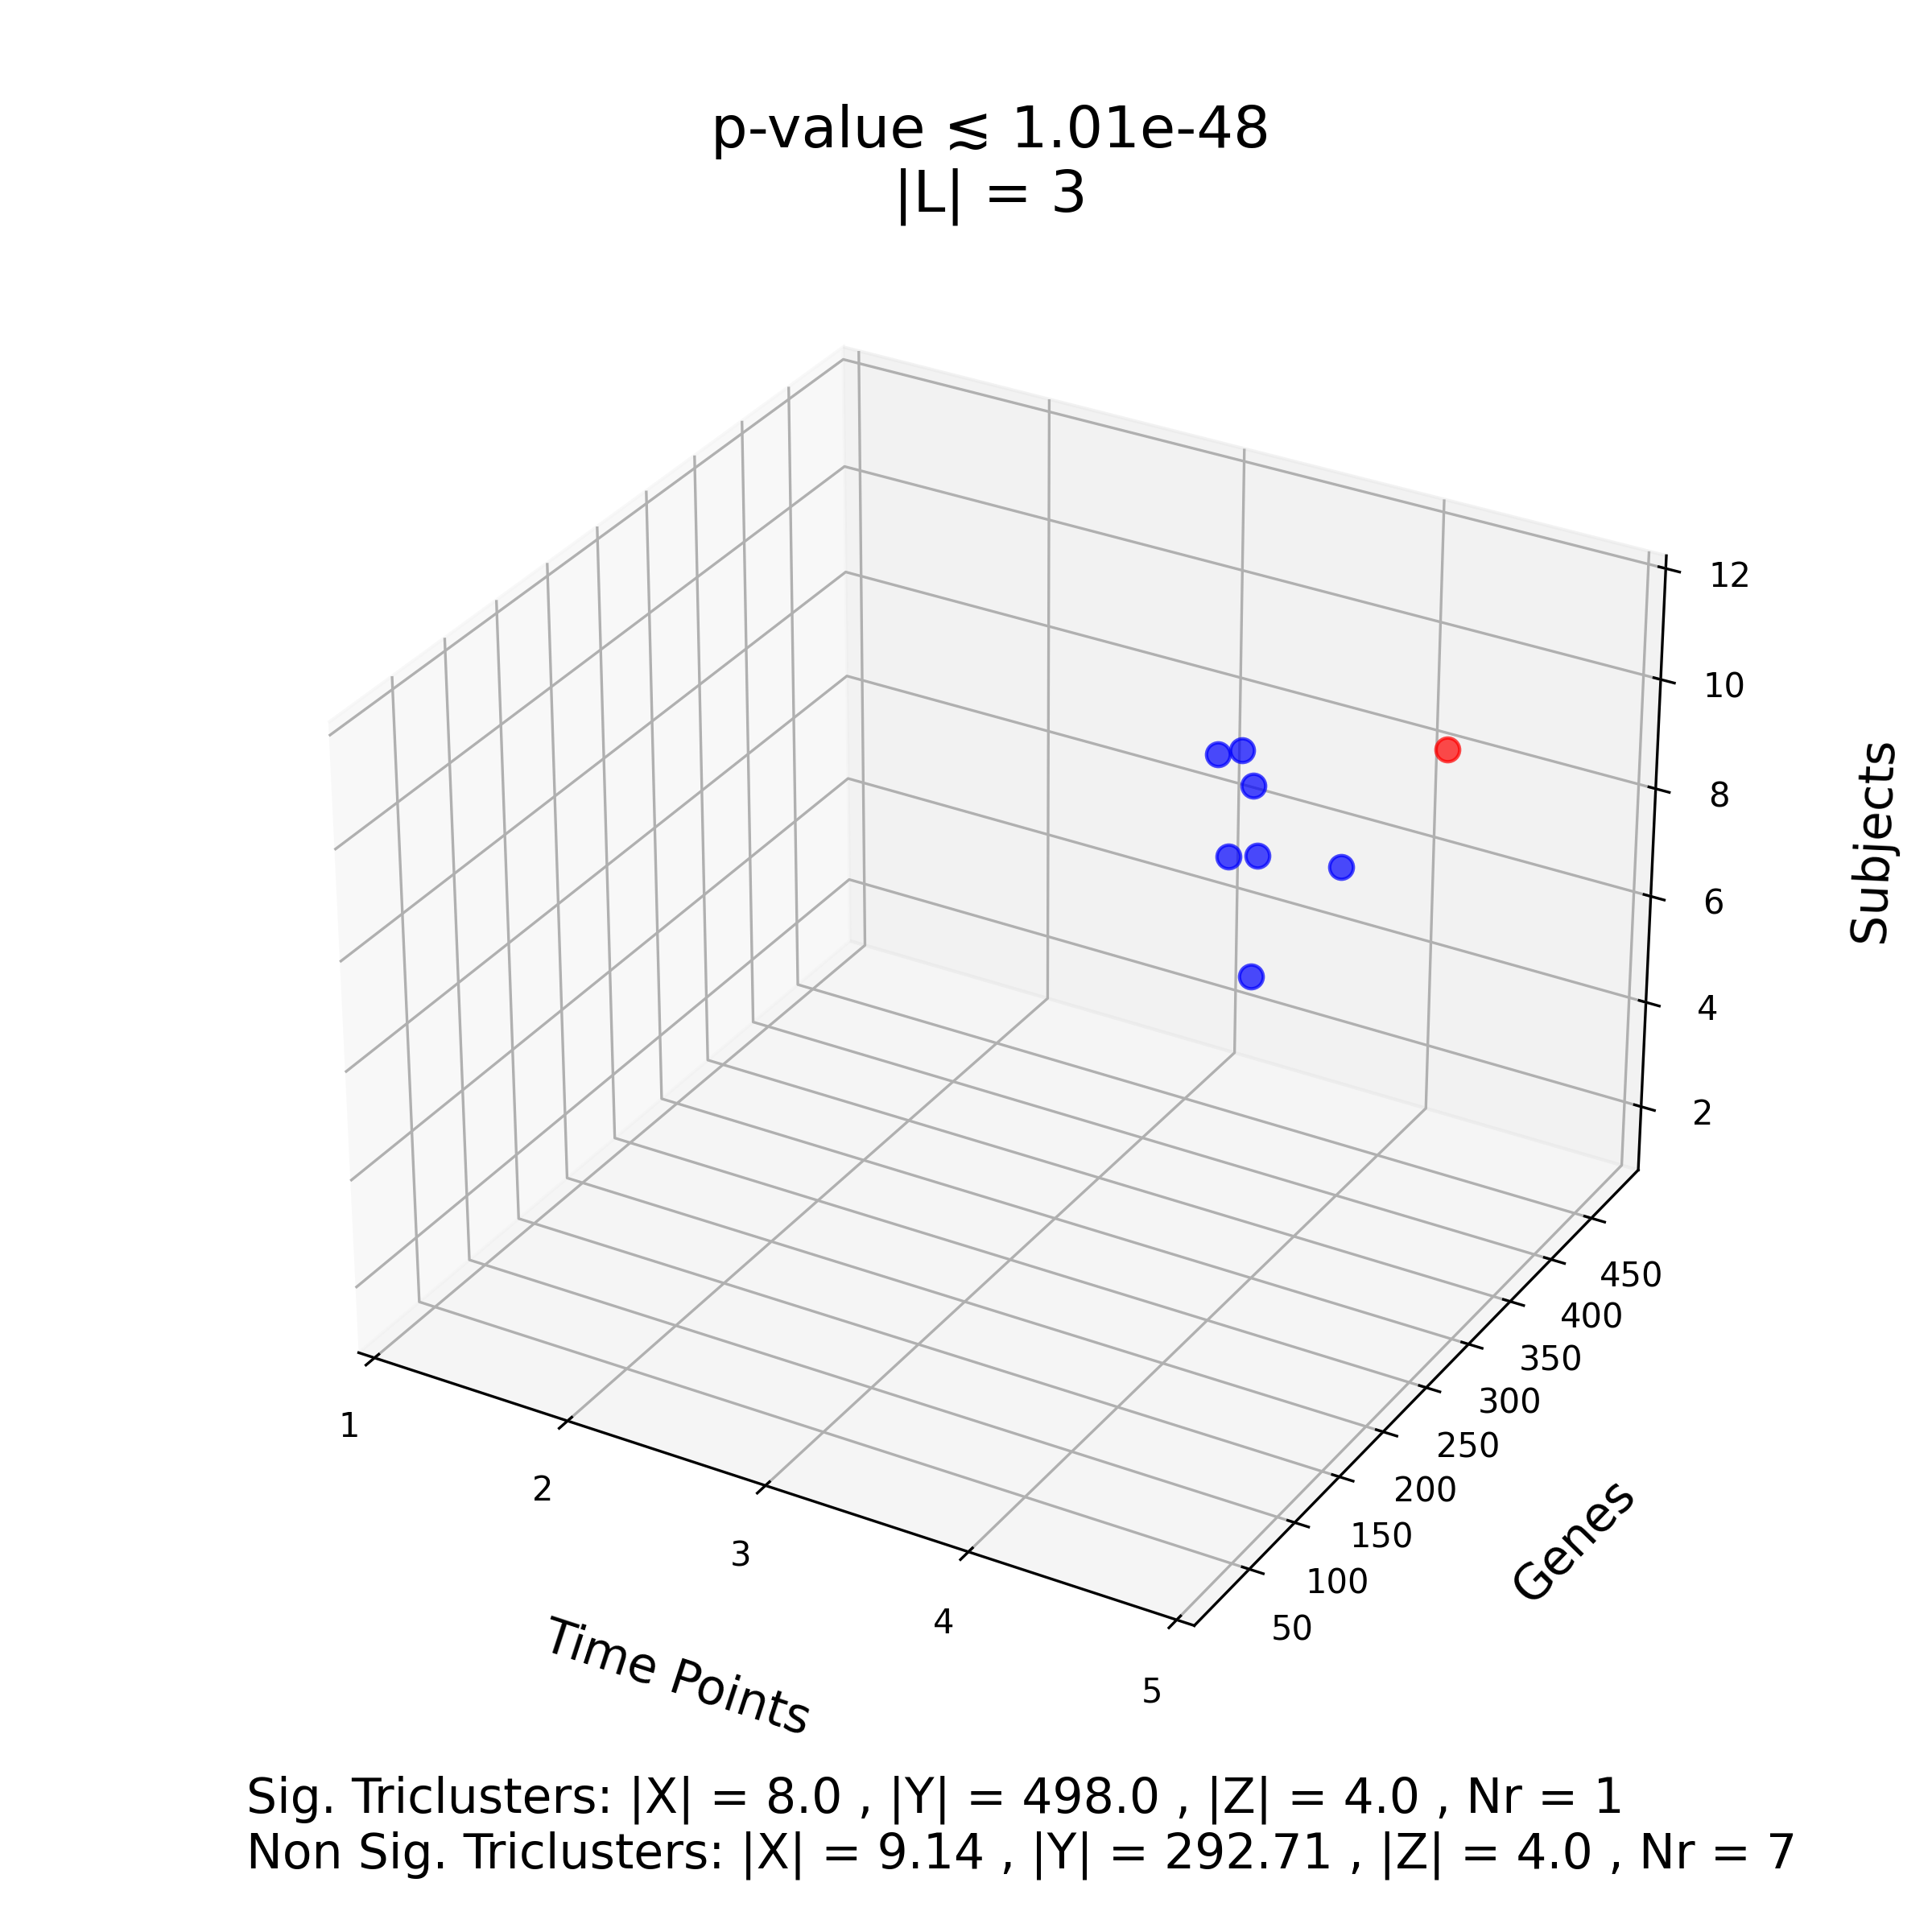 p-value ⪅ 1.01e-48
|L| = 3
12
10
8
6
4
2
Subjects
450
400
350
300
250
200
150
100
50
Genes
1
2
3
4
5
Time Points
Sig. Triclusters: |X| = 8.0 , |Y| = 498.0 , |Z| = 4.0 , Nr = 1
Non Sig. Triclusters: |X| = 9.14 , |Y| = 292.71 , |Z| = 4.0 , Nr = 7